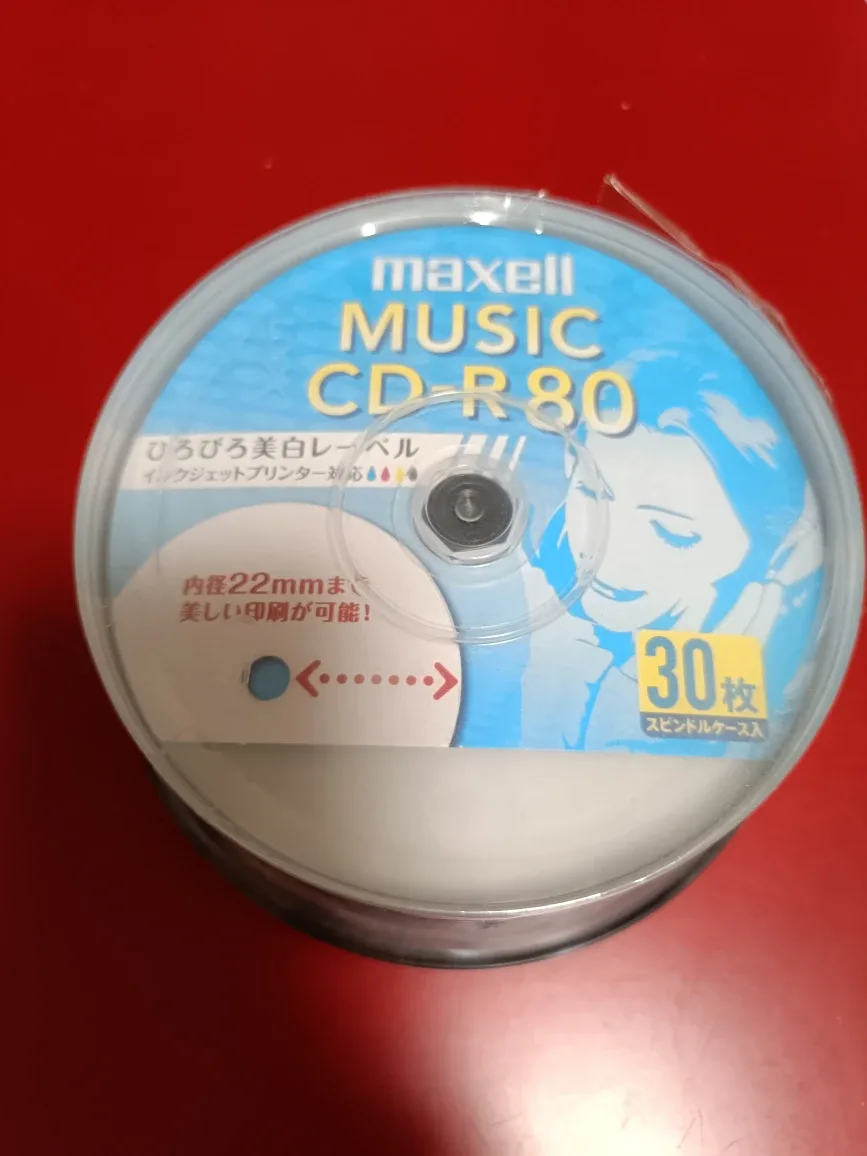 maxell
MUSIC
CD-R 80
ひろびろ美白レーベル
インクジェットプリンター対応
内径22mmまで
美しい印刷が可能!
30枚
スピンドルケース入